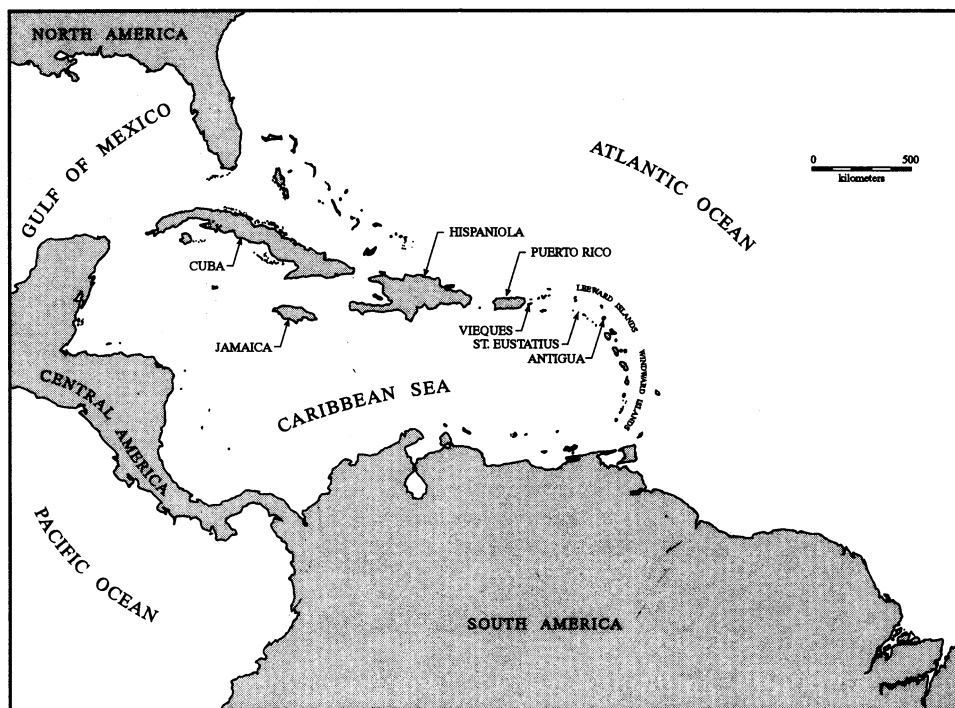 NORTH AMERICA
GULF OF MEXICO
ATLANTIC OCEAN
0 500
kilometers
HISPANIOLA
PUERTO RICO
CUBA
LEEWARD ISLANDS
VIEQUES
ST. EUSTATIUS
ANTIGUA
JAMAICA
WINDWARD ISLANDS
CENTRAL AMERICA
CARIBBEAN SEA
PACIFIC OCEAN
SOUTH AMERICA